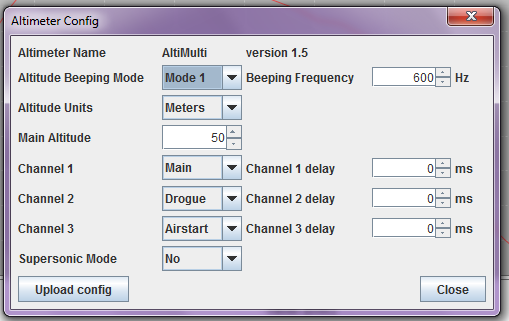 Altimeter Config
Altimeter Name AltiMulti version 1.5
Altitude Beeping Mode Mode 1 Beeping Frequency 600 Hz
Altitude Units Meters
Main Altitude 50
Channel 1 Main Channel 1 delay 0 ms
Channel 2 Drogue Channel 2 delay 0 ms
Channel 3 Airstart Channel 3 delay 0 ms
Supersonic Mode No
Upload config Close